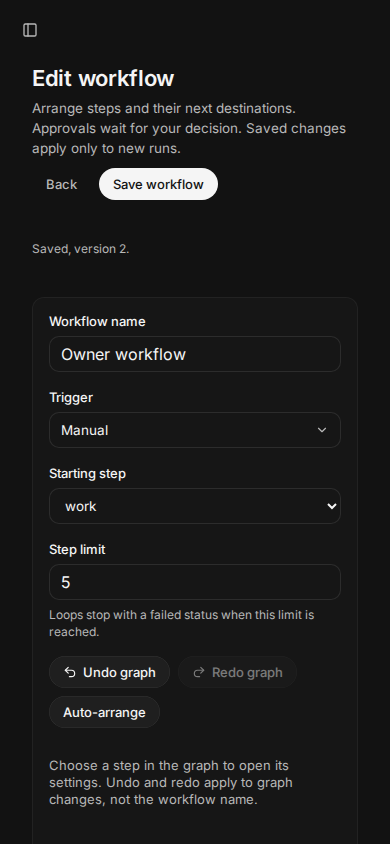 Edit workflow
Arrange steps and their next destinations.
Approvals wait for your decision. Saved changes
apply only to new runs.
Back
Save workflow
Saved, version 2.
Workflow name
Owner workflow
Trigger
Manual
Starting step
work
Step limit
5
Loops stop with a failed status when this limit is
reached.
Undo graph
Redo graph
Auto-arrange
Choose a step in the graph to open its
settings. Undo and redo apply to graph
changes, not the workflow name.